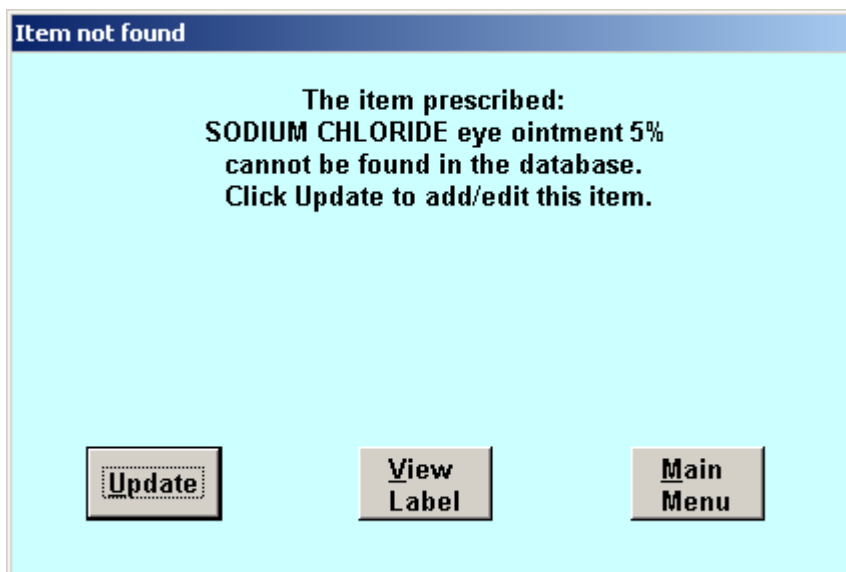 Item not found
The item prescribed:
SODIUM CHLORIDE eye ointment 5%
cannot be found in the database.
Click Update to add/edit this item.
Update
View
Label
Main
Menu